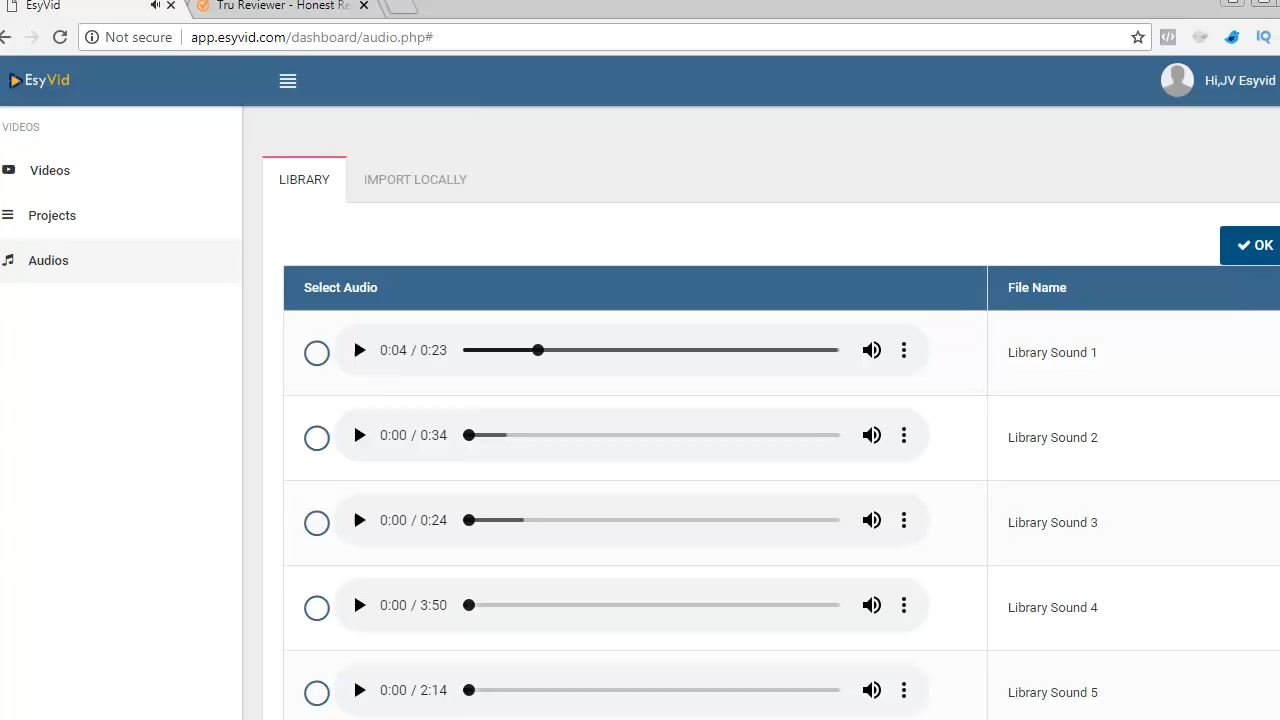 EsyVid
Tru Reviewer - Honest Re
Not secure
app.esyvid.com/dashboard/audio.php#
IQ
EsyVid
Hi,JV Esyvid
VIDEOS
Videos
Projects
Audios
LIBRARY
IMPORT LOCALLY
OK
Select Audio
File Name
0:04 / 0:23
Library Sound 1
0:00 / 0:34
Library Sound 2
0:00 / 0:24
Library Sound 3
0:00 / 3:50
Library Sound 4
0:00 / 2:14
Library Sound 5